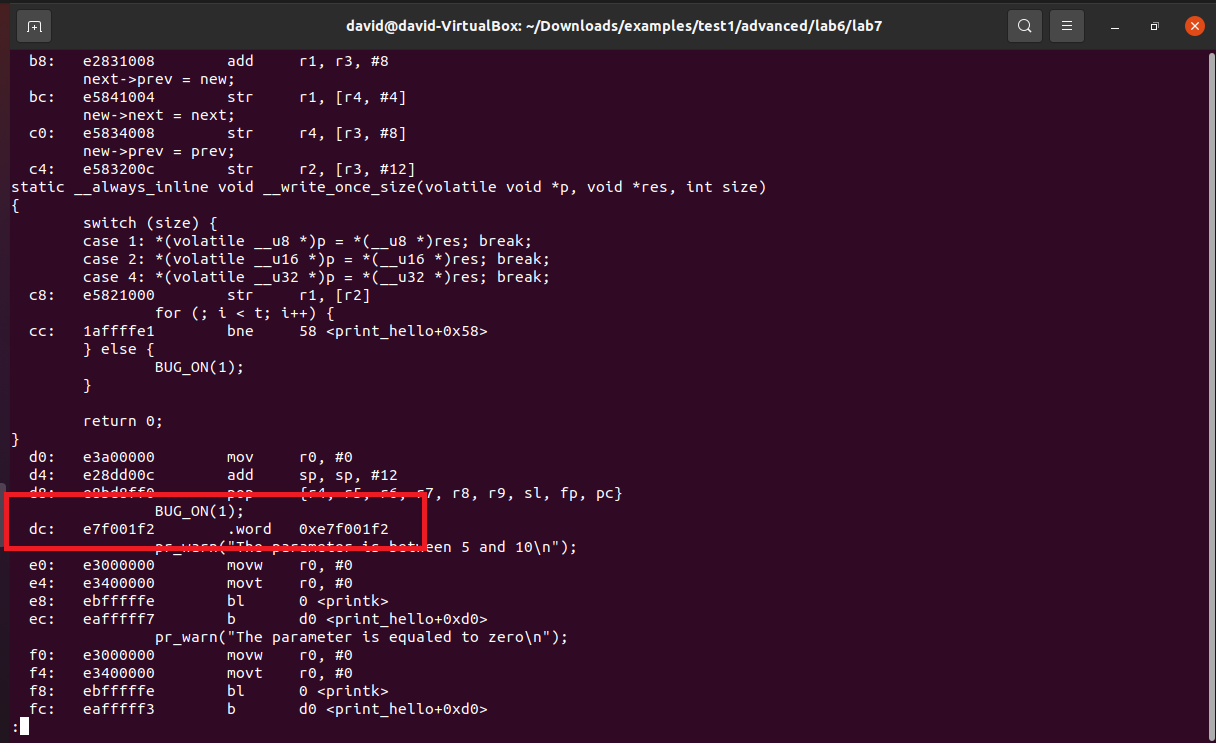 david@david-VirtualBox: ~/Downloads/examples/test1/advanced/lab6/lab7
b8: e2831008 add r1, r3, #8
next->prev = new;
bc: e5841004 str r1, [r4, #4]
new->next = next;
c0: e5834008 str r4, [r3, #8]
new->prev = prev;
c4: e583200c str r2, [r3, #12]
static __always_inline void __write_once_size(volatile void *p, void *res, int size)
{
switch (size) {
case 1: *(volatile __u8 *)p = *(__u8 *)res; break;
case 2: *(volatile __u16 *)p = *(__u16 *)res; break;
case 4: *(volatile __u32 *)p = *(__u32 *)res; break;
c8: e5821000 str r1, [r2]
for (; i < t; i++) {
cc: 1affffe1 bne 58 <print_hello+0x58>
} else {
BUG_ON(1);
}
return 0;
}
d0: e3a00000 mov r0, #0
d4: e28dd00c add sp, sp, #12
d8: e8bd8ff0 pop {r4, r5, r6, r7, r8, r9, sl, fp, pc}
BUG_ON(1);
dc: e7f001f2 .word 0xe7f001f2
pr_warn("The parameter is between 5 and 10\n");
e0: e3000000 movw r0, #0
e4: e3400000 movt r0, #0
e8: ebfffffe bl 0 <printk>
ec: eafffff7 b d0 <print_hello+0xd0>
pr_warn("The parameter is equaled to zero\n");
f0: e3000000 movw r0, #0
f4: e3400000 movt r0, #0
f8: ebfffffe bl 0 <printk>
fc: eafffff3 b d0 <print_hello+0xd0>
: